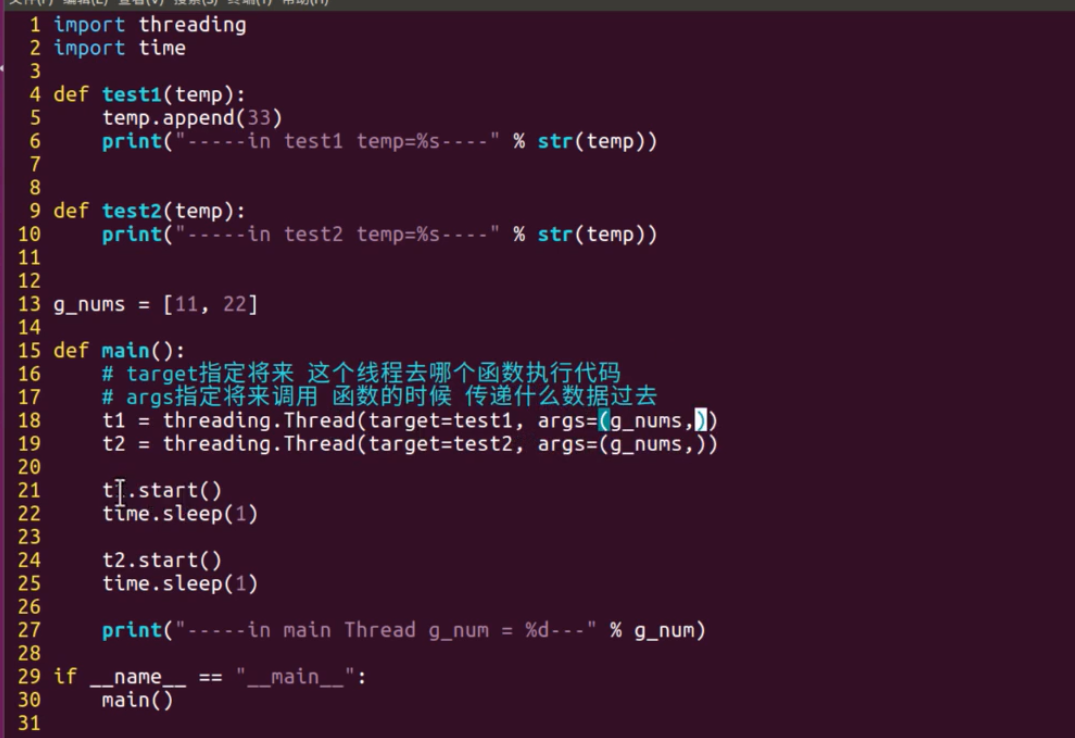 文件(F) 编辑(E) 查看(V) 搜索(S) 终端(T) 帮助(H)
1 import threading
2 import time
3
4 def test1(temp):
5     temp.append(33)
6     print("-----in test1 temp=%s----" % str(temp))
7
8
9 def test2(temp):
10     print("-----in test2 temp=%s----" % str(temp))
11
12
13 g_nums = [11, 22]
14
15 def main():
16     # target指定将来 这个线程去哪个函数执行代码
17     # args指定将来调用 函数的时候 传递什么数据过去
18     t1 = threading.Thread(target=test1, args=(g_nums,))
19     t2 = threading.Thread(target=test2, args=(g_nums,))
20
21     t1.start()
22     time.sleep(1)
23
24     t2.start()
25     time.sleep(1)
26
27     print("-----in main Thread g_num = %d---" % g_num)
28
29 if __name__ == "__main__":
30     main()
31